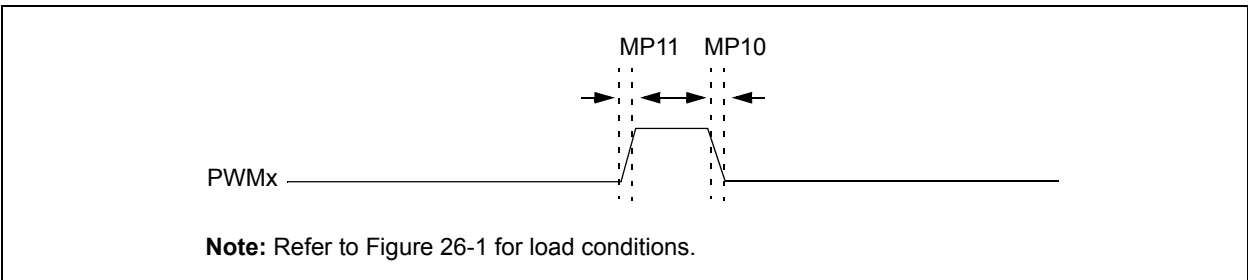 MP11 MP10
PWMx
Note: Refer to Figure 26-1 for load conditions.